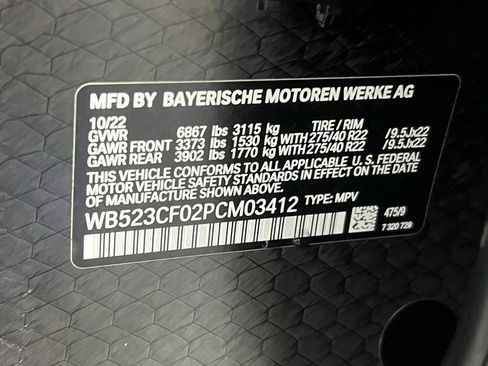 MFD BY BAYERISCHE MOTOREN WERKE AG
10/22 TIRE / RIM
GVWR 6867 lbs 3115 kg
GAWR FRONT 3373 lbs 1530 kg WITH 275/40 R22 /9.5Jx22
GAWR REAR 3902 lbs 1770 kg WITH 275/40 R22 /9.5Jx22
THIS VEHICLE CONFORMS TO ALL APPLICABLE U. S. FEDERAL
MOTOR VEHICLE SAFETY STANDARDS IN EFFECT ON THE
DATE OF MANUFACTURE SHOWN ABOVE.
WB523CF02PCM03412 TYPE: MPV
475/9
7 320 729